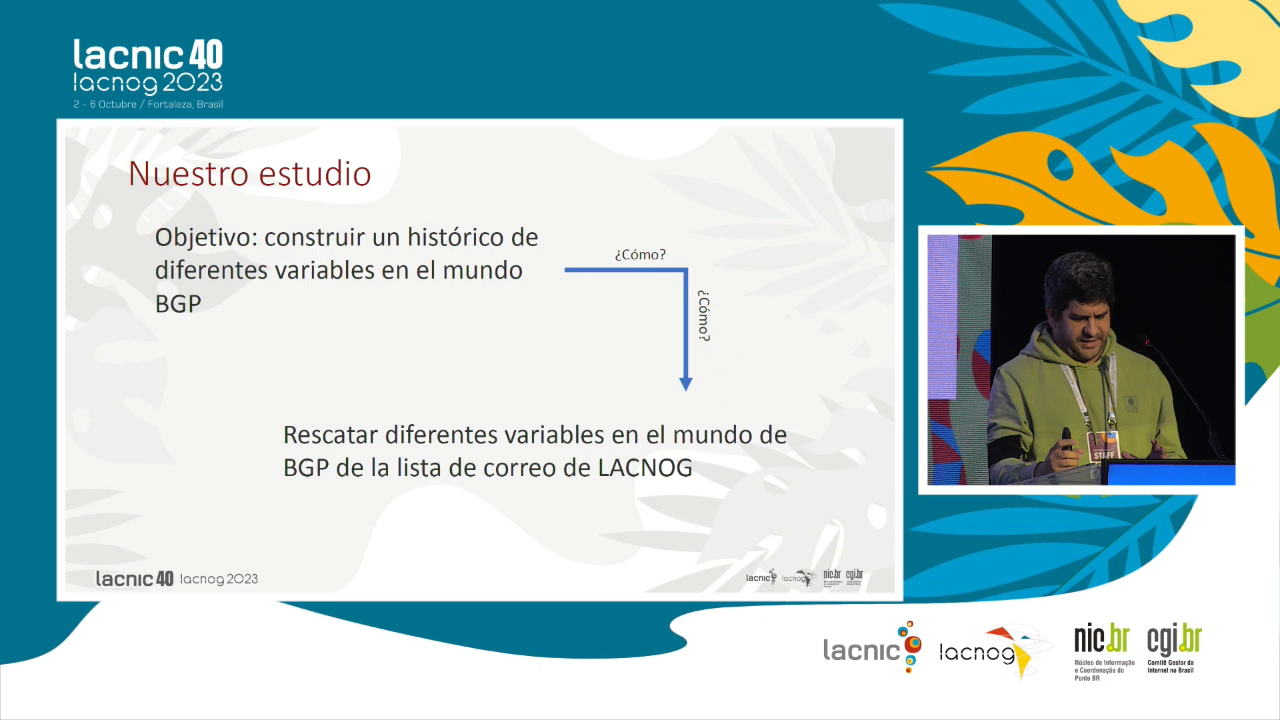 lacnic 40
lacnog 2023
2 - 6 Octubre / Fortaleza, Brasil
Nuestro estudio
Objetivo: construir un histórico de
diferentes variables en el mundo
BGP
¿Cómo?
¿Cómo?
Rescatar diferentes variables en el mundo de
BGP de la lista de correo de LACNOG
lacnic 40 lacnog 2023
lacnic lacnog nic.br cgi.br
STAFF
lacnic lacnog nic.br cgi.br
Núcleo de Informação
e Coordenação do
Ponto BR
Comitê Gestor da
Internet no Brasil